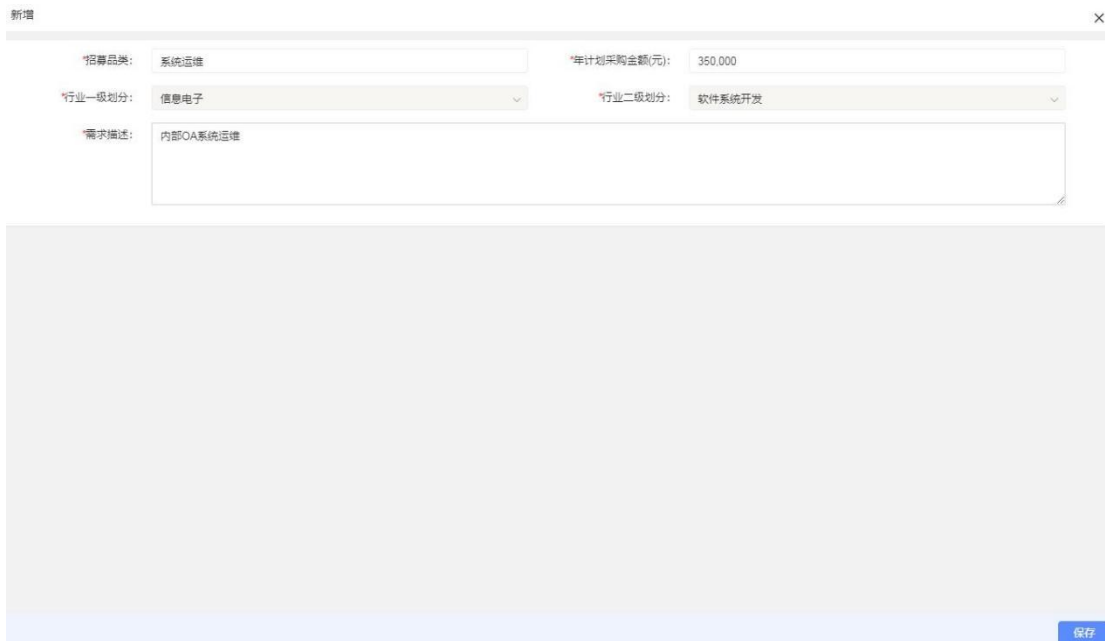 新增
*招募品类： 系统运维 *年计划采购金额(元)： 350,000
*行业一级划分： 信息电子 *行业二级划分： 软件系统开发
*需求描述： 内部OA系统运维
保存